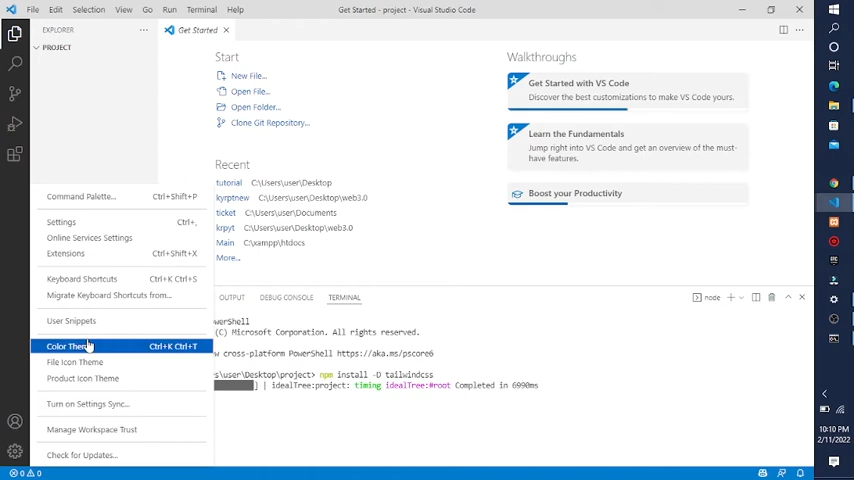 File Edit Selection View Go Run Terminal Help
Get Started - project - Visual Studio Code
EXPLORER
PROJECT
Get Started
Start
New File...
Open File...
Open Folder...
Clone Git Repository...
Recent
tutorial C:\Users\user\Desktop
kyrptnew C:\Users\user\Desktop\web3.0
ticket C:\Users\user\Documents
krpyt C:\Users\user\Desktop\web3.0
Main C:\xampp\htdocs
More...
Walkthroughs
Get Started with VS Code
Discover the best customizations to make VS Code yours.
Learn the Fundamentals
Jump right into VS Code and get an overview of the must-
have features.
Boost your Productivity
Command Palette... Ctrl+Shift+P
Settings Ctrl+,
Online Services Settings
Extensions Ctrl+Shift+X
Keyboard Shortcuts Ctrl+K Ctrl+S
Migrate Keyboard Shortcuts from...
User Snippets
Color The Ctrl+K Ctrl+T
File Icon Theme
Product Icon Theme
Turn on Settings Sync...
Manage Workspace Trust
Check for Updates...
OUTPUT DEBUG CONSOLE TERMINAL
node
owerShell
) Microsoft Corporation. All rights reserved.
w cross-platform PowerShell https://aka.ms/pscore6
s\user\Desktop\project> npm install -D tailwindcss
] | idealTree:project: timing idealTree:#root Completed in 6990ms
0 0
10:10 PM
2/11/2022